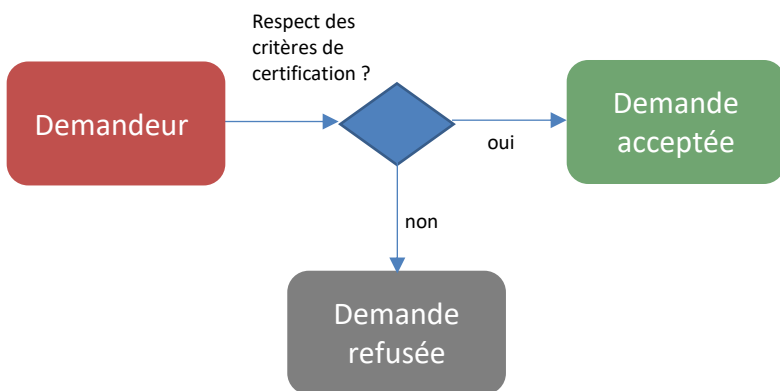 Respect des
critères de
certification ?
Demandeur
oui
Demande
acceptée
non
Demande
refusée